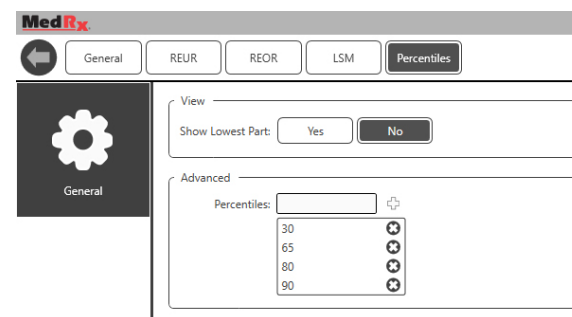 MedRx
General REUR REOR LSM Percentiles
View
Show Lowest Part: Yes No
General
Advanced
Percentiles:
30
65
80
90